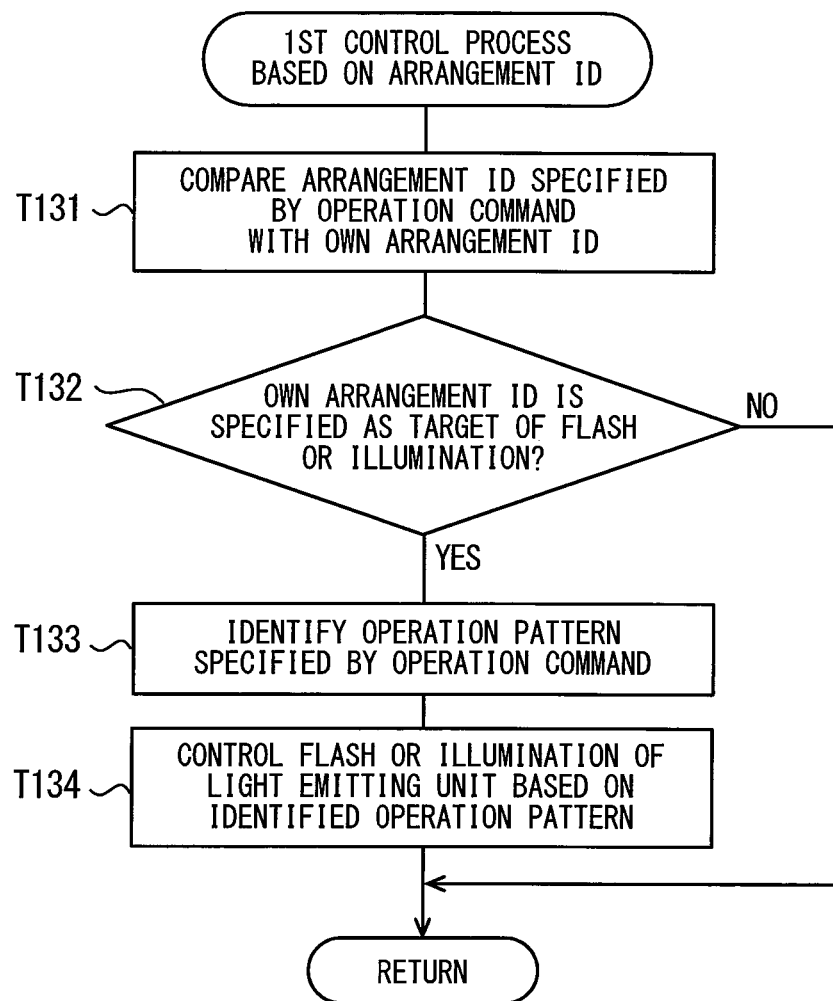 1ST CONTROL PROCESS
BASED ON ARRANGEMENT ID
T131
COMPARE ARRANGEMENT ID SPECIFIED
BY OPERATION COMMAND
WITH OWN ARRANGEMENT ID
T132
OWN ARRANGEMENT ID IS
SPECIFIED AS TARGET OF FLASH
OR ILLUMINATION?
NO
YES
T133
IDENTIFY OPERATION PATTERN
SPECIFIED BY OPERATION COMMAND
T134
CONTROL FLASH OR ILLUMINATION OF
LIGHT EMITTING UNIT BASED ON
IDENTIFIED OPERATION PATTERN
RETURN